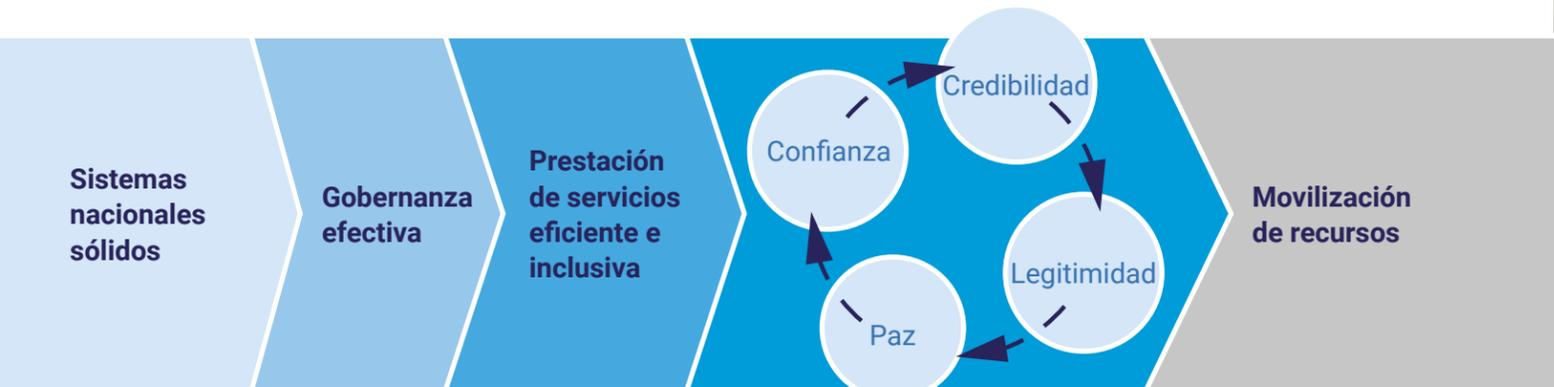 Sistemas
nacionales
sólidos
Gobernanza
efectiva
Prestación
de servicios
eficiente e
inclusiva
Confianza
Credibilidad
Legitimidad
Paz
Movilización
de recursos